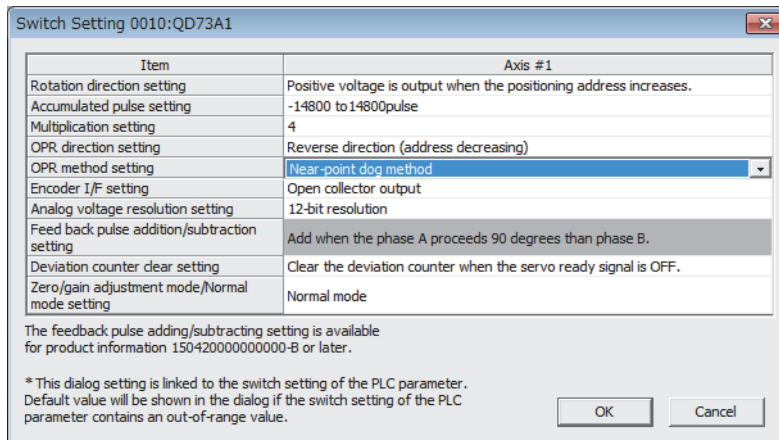 Switch Setting 0010:QD73A1
Item Axis #1
Rotation direction setting Positive voltage is output when the positioning address increases.
Accumulated pulse setting -14800 to14800pulse
Multiplication setting 4
OPR direction setting Reverse direction (address decreasing)
OPR method setting Near-point dog method
Encoder I/F setting Open collector output
Analog voltage resolution setting 12-bit resolution
Feed back pulse addition/subtraction
setting Add when the phase A proceeds 90 degrees than phase B.
Deviation counter clear setting Clear the deviation counter when the servo ready signal is OFF.
Zero/gain adjustment mode/Normal
mode setting Normal mode
The feedback pulse adding/subtracting setting is available
for product information 150420000000000-B or later.
* This dialog setting is linked to the switch setting of the PLC parameter.
Default value will be shown in the dialog if the switch setting of the PLC
parameter contains an out-of-range value.
OK Cancel